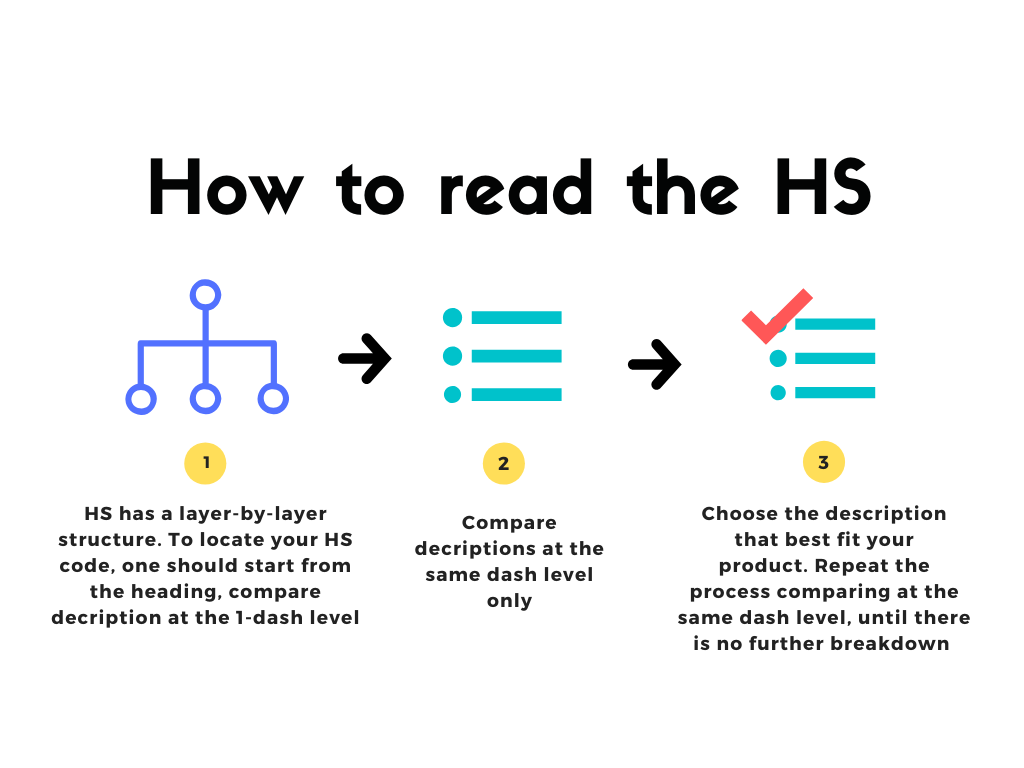 How to read the HS
1
HS has a layer-by-layer
structure. To locate your HS
code, one should start from
the heading, compare
decription at the 1-dash level
2
Compare
decriptions at the
same dash level
only
3
Choose the description
that best fit your
product. Repeat the
process comparing at the
same dash level, until there
is no further breakdown